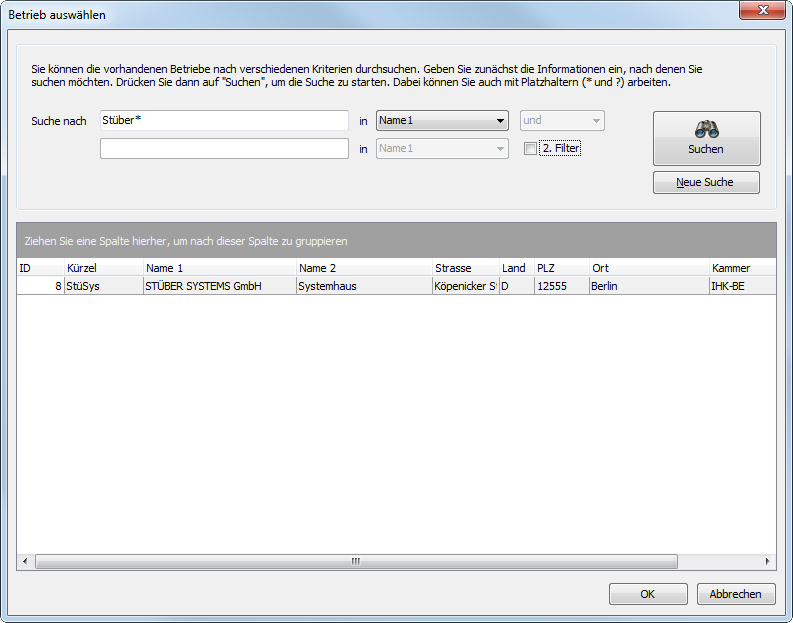 Betrieb auswählen
Sie können die vorhandenen Betriebe nach verschiedenen Kriterien durchsuchen. Geben Sie zunächst die Informationen ein, nach denen Sie
suchen möchten. Drücken Sie dann auf "Suchen", um die Suche zu starten. Dabei können Sie auch mit Platzhaltern (* und ?) arbeiten.
Suche nach Stüber* in Name1 und
in Name1 2. Filter
Suchen
Neue Suche
Ziehen Sie eine Spalte hierher, um nach dieser Spalte zu gruppieren
ID Kürzel Name 1 Name 2 Strasse Land PLZ Ort Kammer
8 StüSys STÜBER SYSTEMS GmbH Systemhaus Köpenicker St D 12555 Berlin IHK-BE
OK Abbrechen